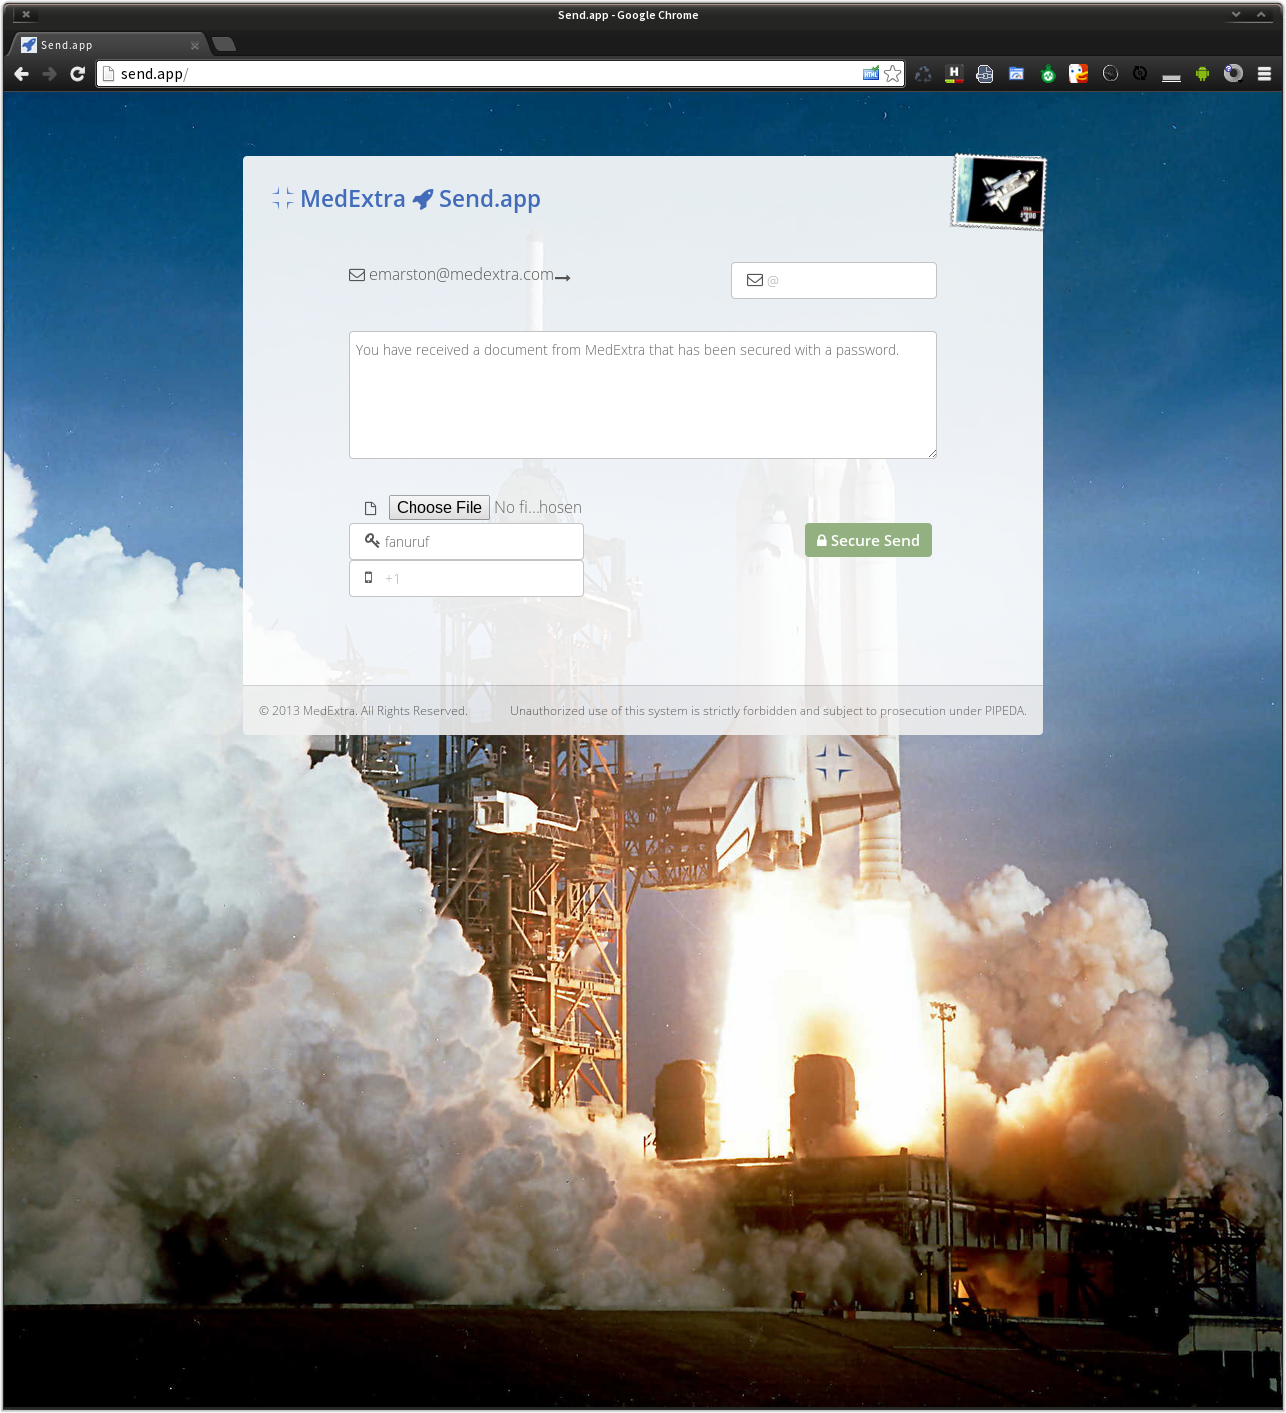 Send.app - Google Chrome
Send.app
send.app/
MedExtra Send.app
emarston@medextra.com
@
You have received a document from MedExtra that has been secured with a password.
Choose File No fi...hosen
fanuruf
Secure Send
+1
© 2013 MedExtra. All Rights Reserved.
Unauthorized use of this system is strictly forbidden and subject to prosecution under PIPEDA.